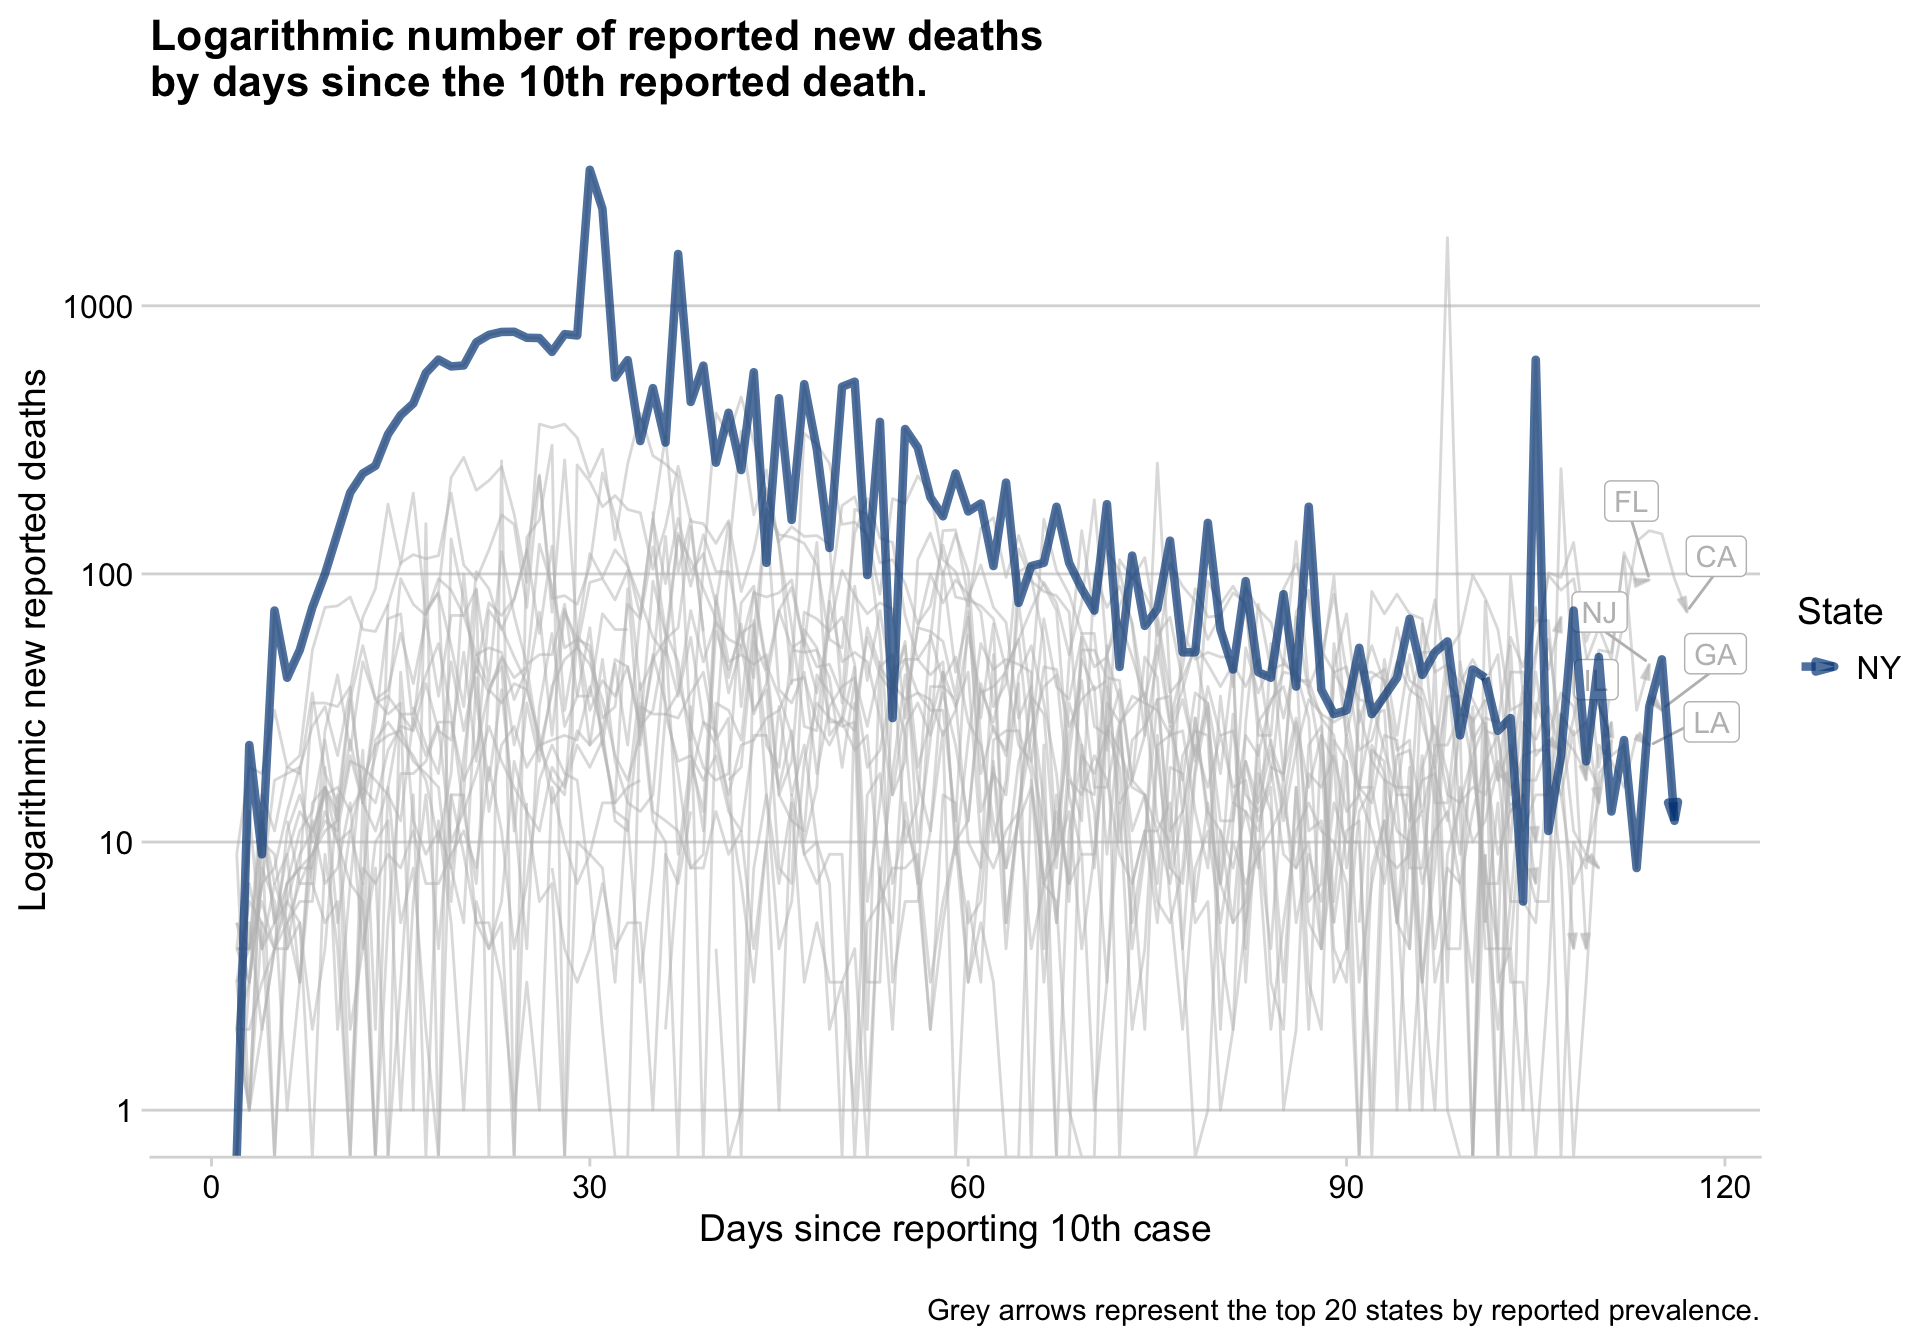 Logarithmic number of reported new deaths
by days since the 10th reported death.
Logarithmic new reported deaths
1000
100
10
1
FL
CA
NJ
GA
IL
LA
State
NY
0
30
60
90
120
Days since reporting 10th case
Grey arrows represent the top 20 states by reported prevalence.